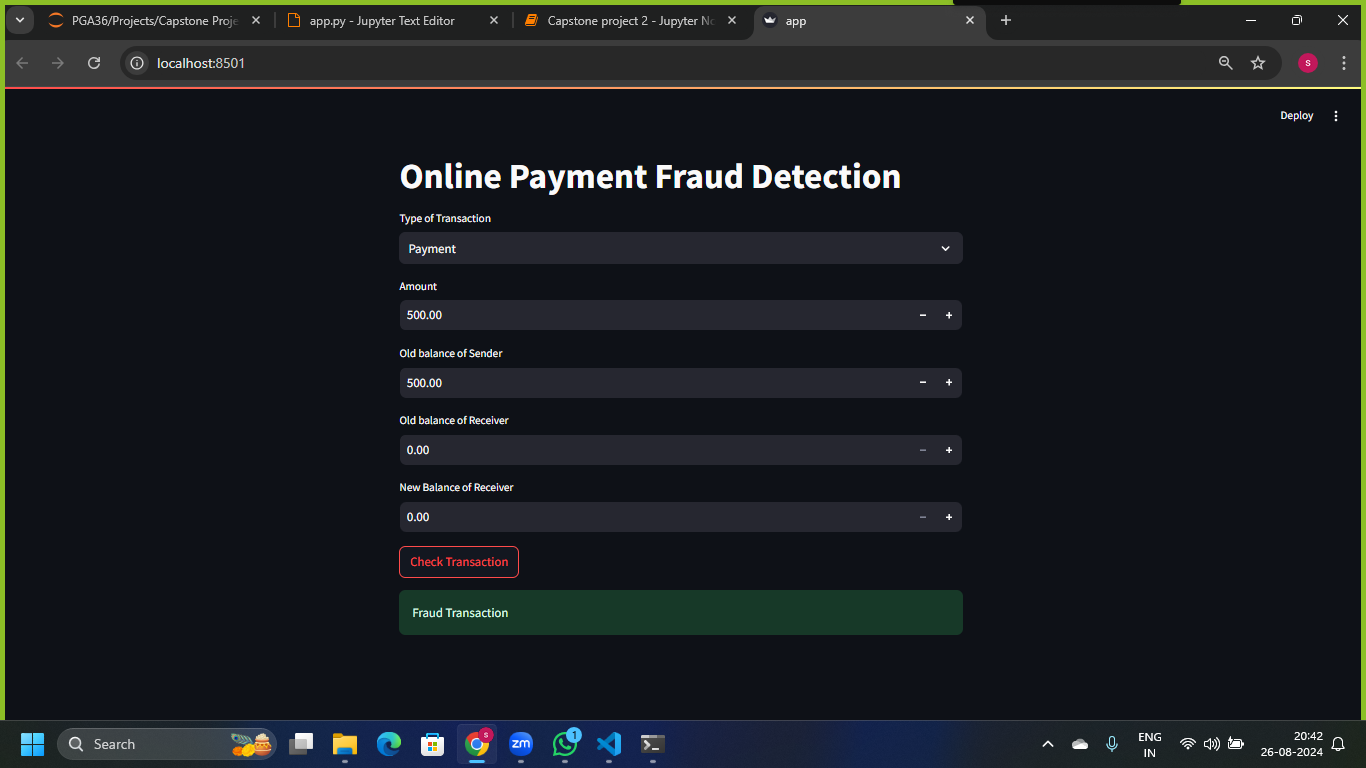 PGA36/Projects/Capstone Proje
app.py - Jupyter Text Editor
Capstone project 2 - Jupyter No
app
localhost:8501
s
Deploy
Online Payment Fraud Detection
Type of Transaction
Payment
Amount
500.00
Old balance of Sender
500.00
Old balance of Receiver
0.00
New Balance of Receiver
0.00
Check Transaction
Fraud Transaction
Search
s
zm
1
ENG
IN
20:42
26-08-2024